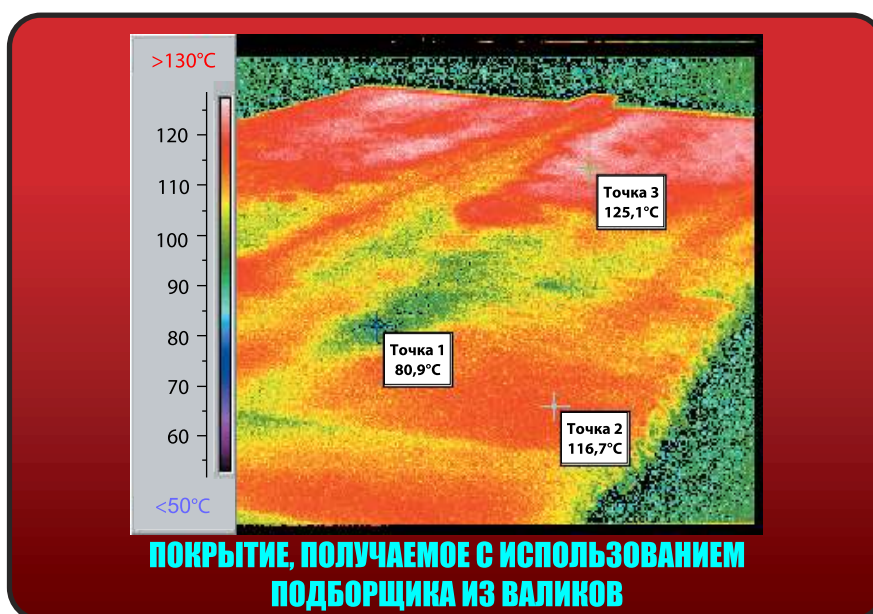 >130°C
120
110
100
90
80
70
60
<50°C
Точка 3
125,1°C
Точка 1
80,9°C
Точка 2
116,7°C
ПОКРЫТИЕ, ПОЛУЧАЕМОЕ С ИСПОЛЬЗОВАНИЕМ
ПОДБОРЩИКА ИЗ ВАЛИКОВ